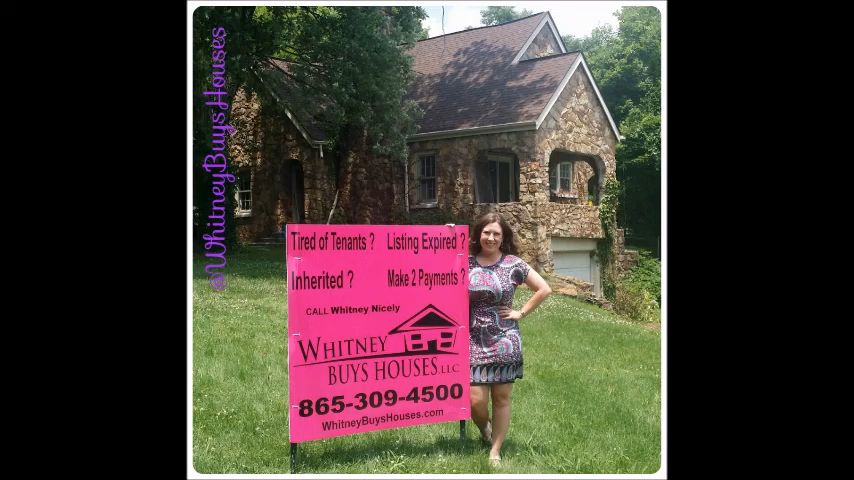 @WhitneyBuysHouses
Tired of Tenants ? Listing Expired ?
Inherited ? Make 2 Payments ?
CALL Whitney Nicely
WHITNEY
BUYS HOUSES, LLC
865-309-4500
WhitneyBuysHouses.com